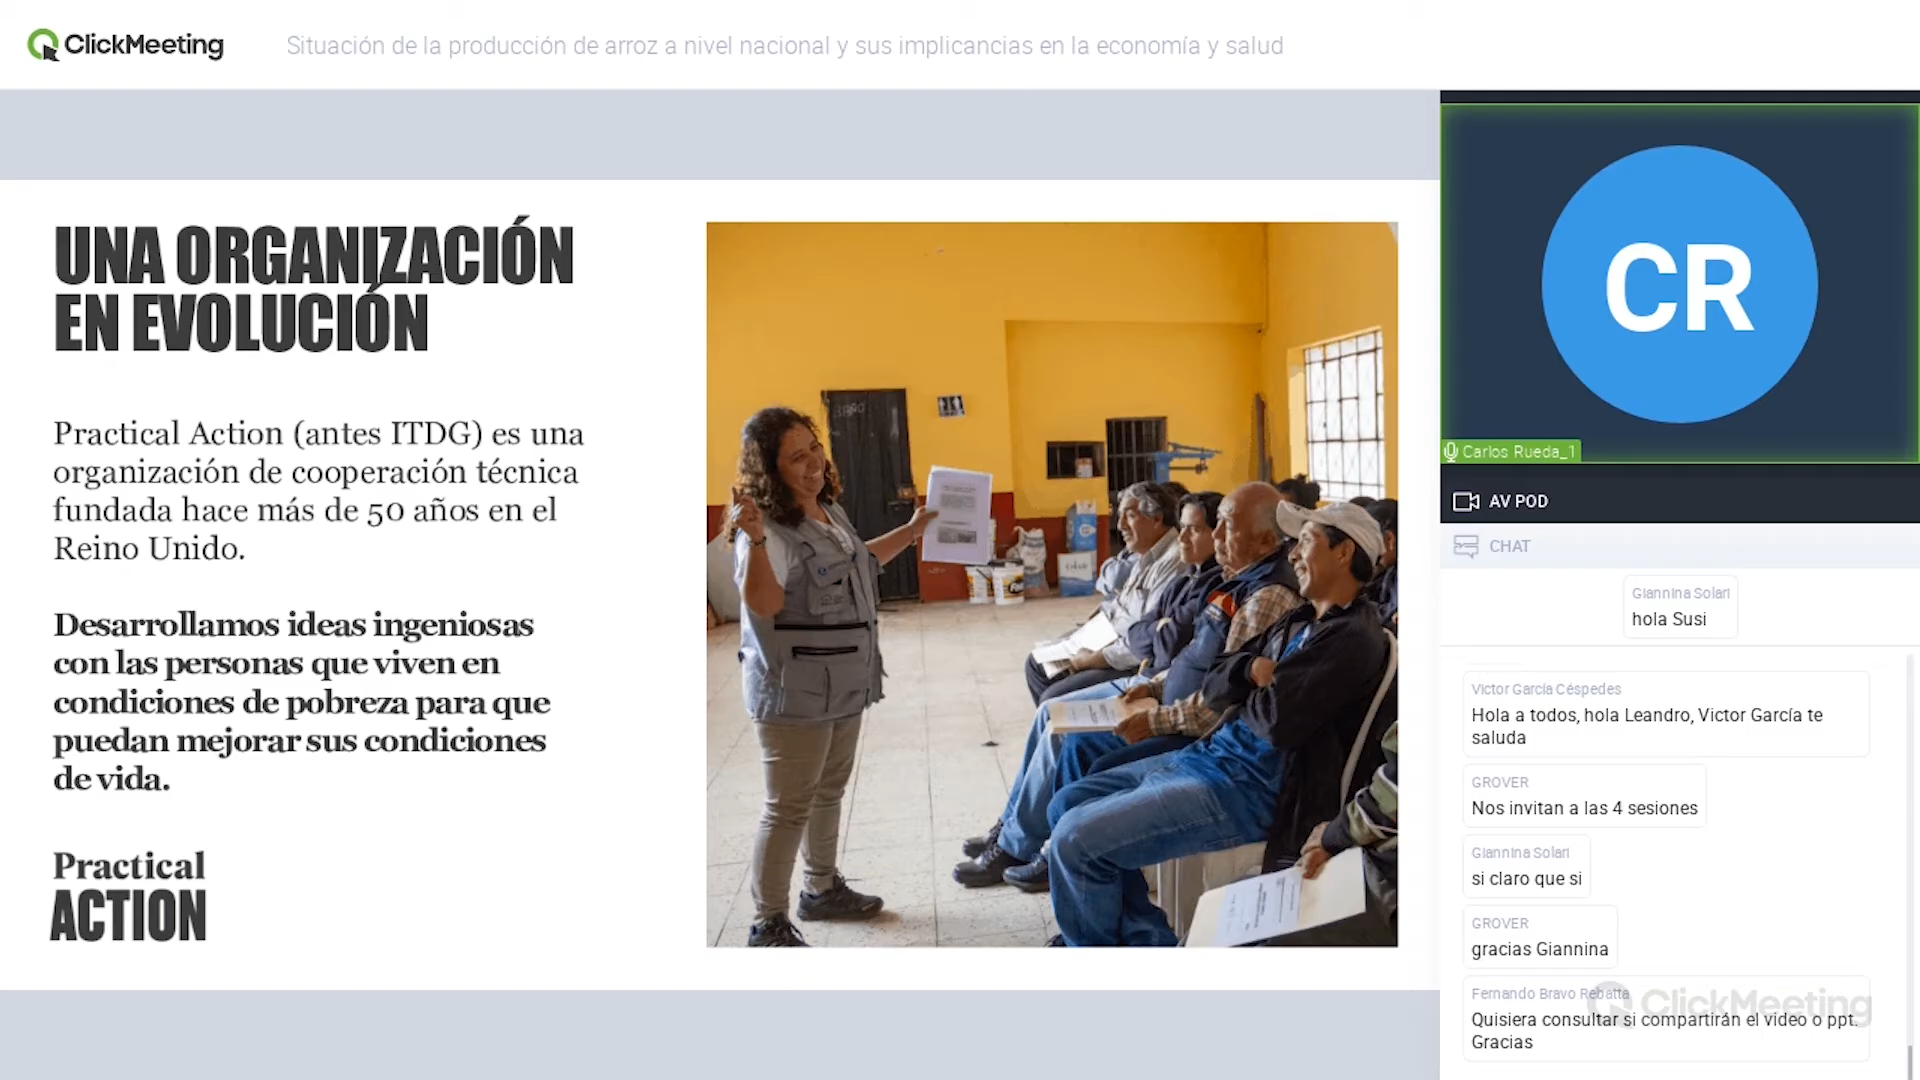 ClickMeeting
Situación de la producción de arroz a nivel nacional y sus implicancias en la economía y salud
UNA ORGANIZACIÓN
EN EVOLUCIÓN
Practical Action (antes ITDG) es una
organización de cooperación técnica
fundada hace más de 50 años en el
Reino Unido.
Desarrollamos ideas ingeniosas
con las personas que viven en
condiciones de pobreza para que
puedan mejorar sus condiciones
de vida.
Practical
ACTION
CR
Carlos Rueda_1
AV POD
CHAT
Giannina Solari
hola Susi
Victor García Céspedes
Hola a todos, hola Leandro, Victor García te
saluda
GROVER
Nos invitan a las 4 sesiones
Giannina Solari
si claro que si
GROVER
gracias Giannina
Fernando Bravo Rebatta
Quisiera consultar si compartirán el video o ppt.
Gracias
ClickMeeting